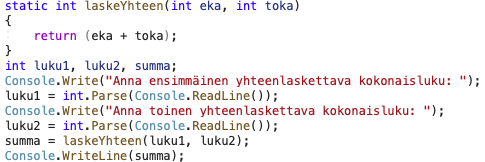 static int laskeYhteen(int eka, int toka)
{
    return (eka + toka);
}
int luku1, luku2, summa;
Console.Write("Anna ensimmäinen yhteenlaskettava kokonaisluku: ");
luku1 = int.Parse(Console.ReadLine());
Console.Write("Anna toinen yhteenlaskettava kokonaisluku: ");
luku2 = int.Parse(Console.ReadLine());
summa = laskeYhteen(luku1, luku2);
Console.WriteLine(summa);